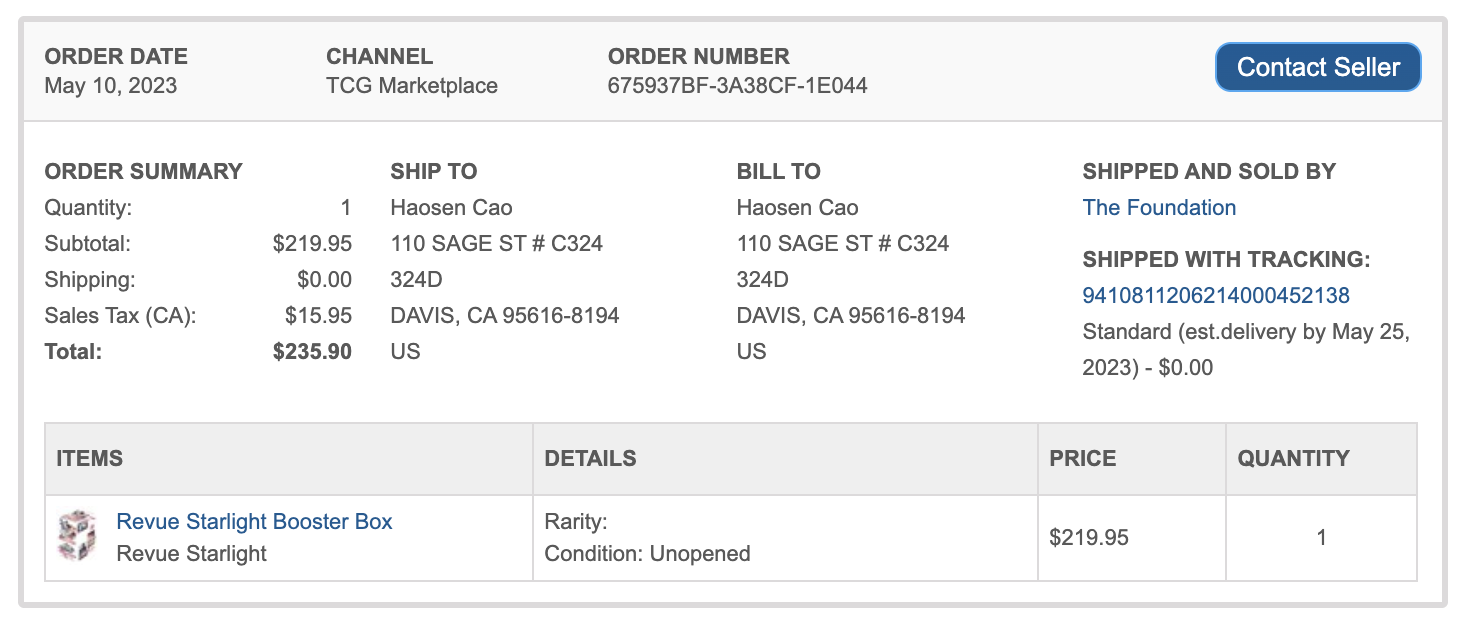 ORDER DATE
May 10, 2023
CHANNEL
TCG Marketplace
ORDER NUMBER
675937BF-3A38CF-1E044
Contact Seller
ORDER SUMMARY
Quantity: 1
Subtotal: $219.95
Shipping: $0.00
Sales Tax (CA): $15.95
Total: $235.90
SHIP TO
Haosen Cao
110 SAGE ST # C324
324D
DAVIS, CA 95616-8194
US
BILL TO
Haosen Cao
110 SAGE ST # C324
324D
DAVIS, CA 95616-8194
US
SHIPPED AND SOLD BY
The Foundation
SHIPPED WITH TRACKING:
9410811206214000452138
Standard (est.delivery by May 25,
2023) - $0.00
ITEMS DETAILS PRICE QUANTITY
Revue Starlight Booster Box
Revue Starlight
Rarity:
Condition: Unopened
$219.95
1